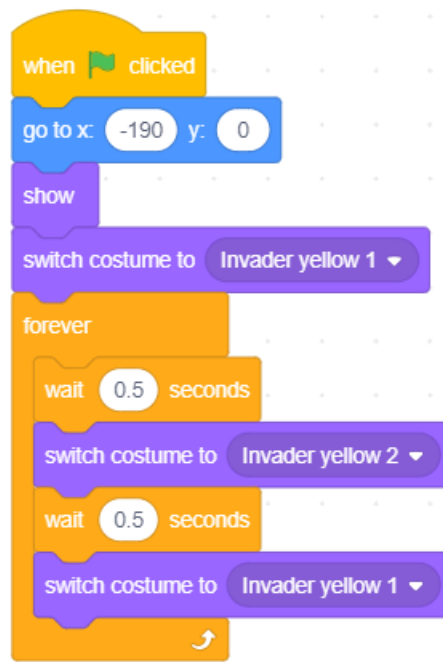 when clicked
go to x: -190 y: 0
show
switch costume to Invader yellow 1
forever
wait 0.5 seconds
switch costume to Invader yellow 2
wait 0.5 seconds
switch costume to Invader yellow 1